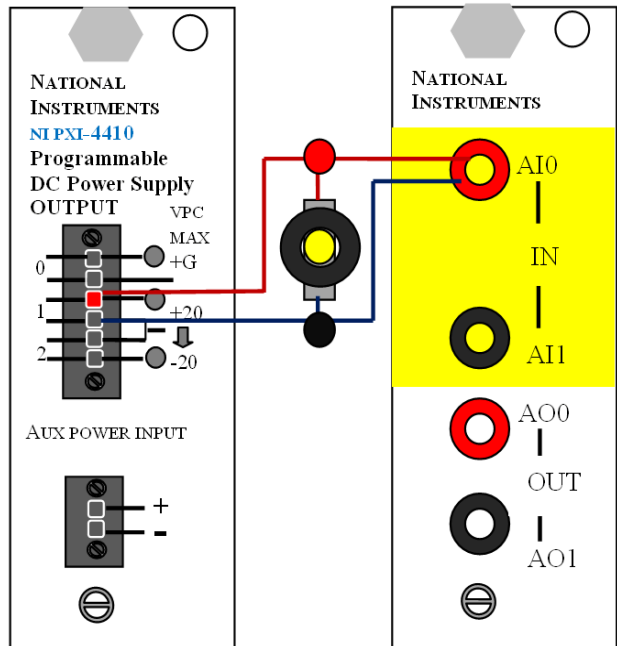 NATIONAL
INSTRUMENTS
NI PXI-4410
Programmable
DC Power Supply
OUTPUT
VPC
MAX
0
+G
1
+20
-
2
-20
AUX POWER INPUT
+
-
NATIONAL
INSTRUMENTS
AI0
IN
AI1
AO0
OUT
AO1